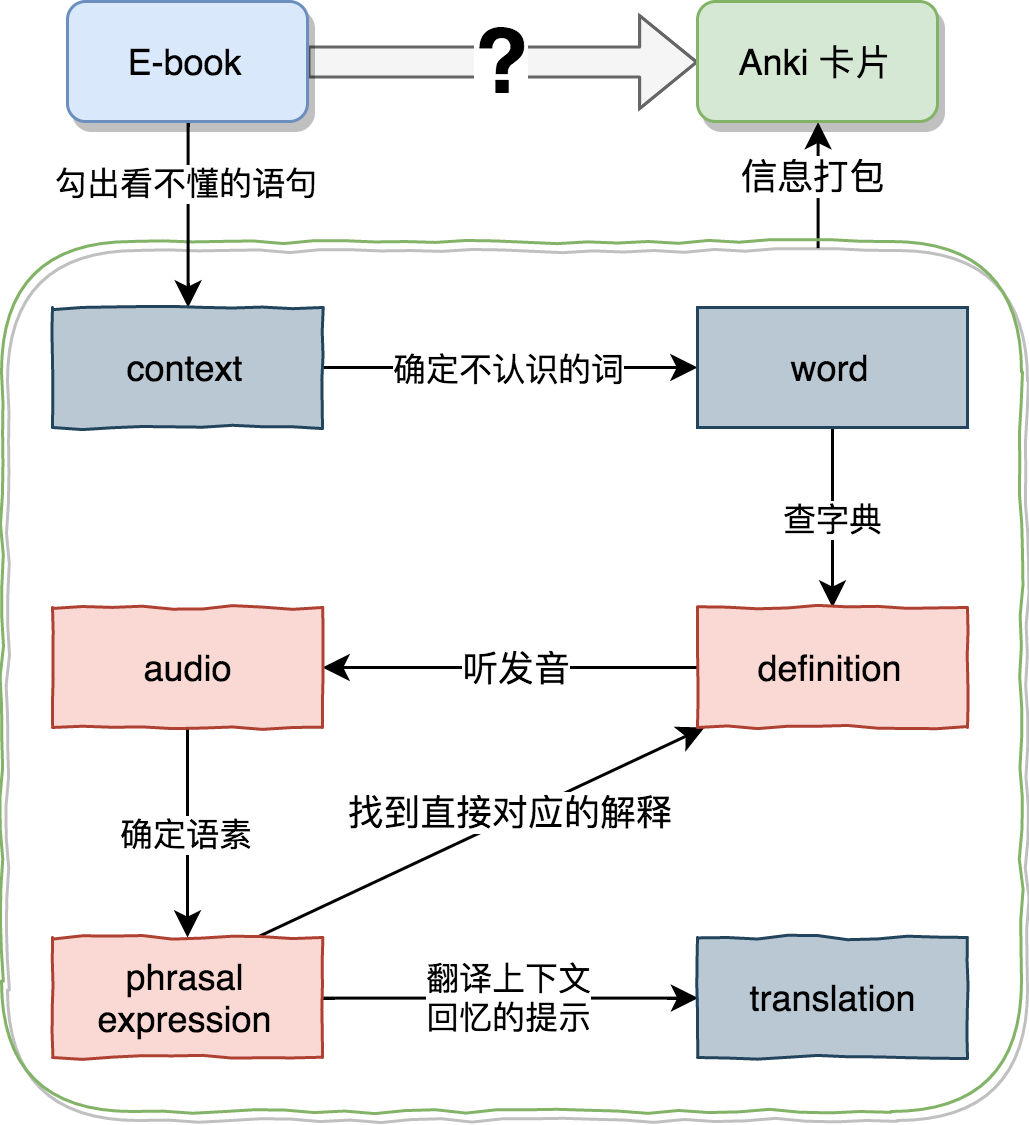 E-book
?
Anki 卡片
勾出看不懂的语句
信息打包
context
确定不认识的词
word
查字典
audio
听发音
definition
找到直接对应的解释
确定语素
phrasal
expression
翻译上下文
回忆的提示
translation